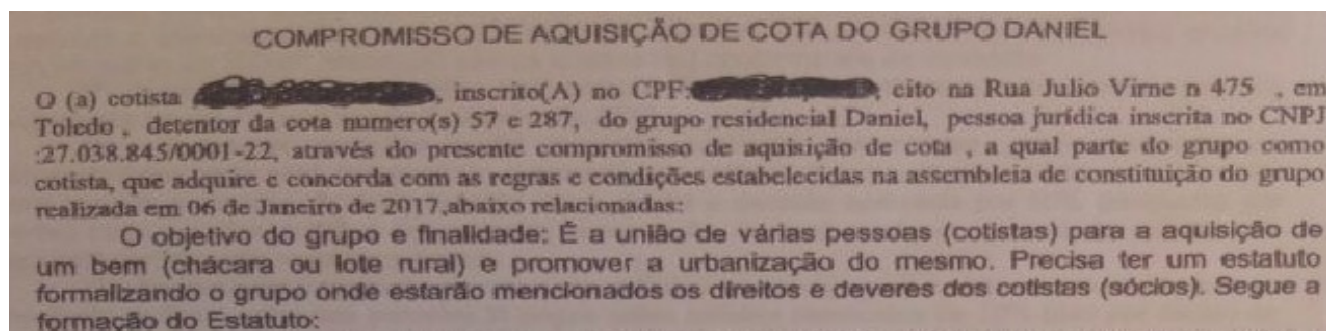 COMPROMISSO DE AQUISIÇÃO DE COTA DO GRUPO DANIEL
O (a) cotista , inscrito(A) no CPF: , cito na Rua Julio Virne n 475 , em
Toledo , detentor da cota numero(s) 57 e 287, do grupo residencial Daniel, pessoa jurídica inscrita no CNPJ
:27.038.845/0001-22, através do presente compromisso de aquisição de cota , a qual parte do grupo como
cotista, que adquire e concorda com as regras e condições estabelecidas na assembleia de constituição do grupo
realizada em 06 de Janeiro de 2017,abaixo relacionadas:
O objetivo do grupo e finalidade: É a união de várias pessoas (cotistas) para a aquisição de
um bem (chácara ou lote rural) e promover a urbanização do mesmo. Precisa ter um estatuto
formalizando o grupo onde estarão mencionados os direitos e deveres dos cotistas (sócios). Segue a
formação do Estatuto: